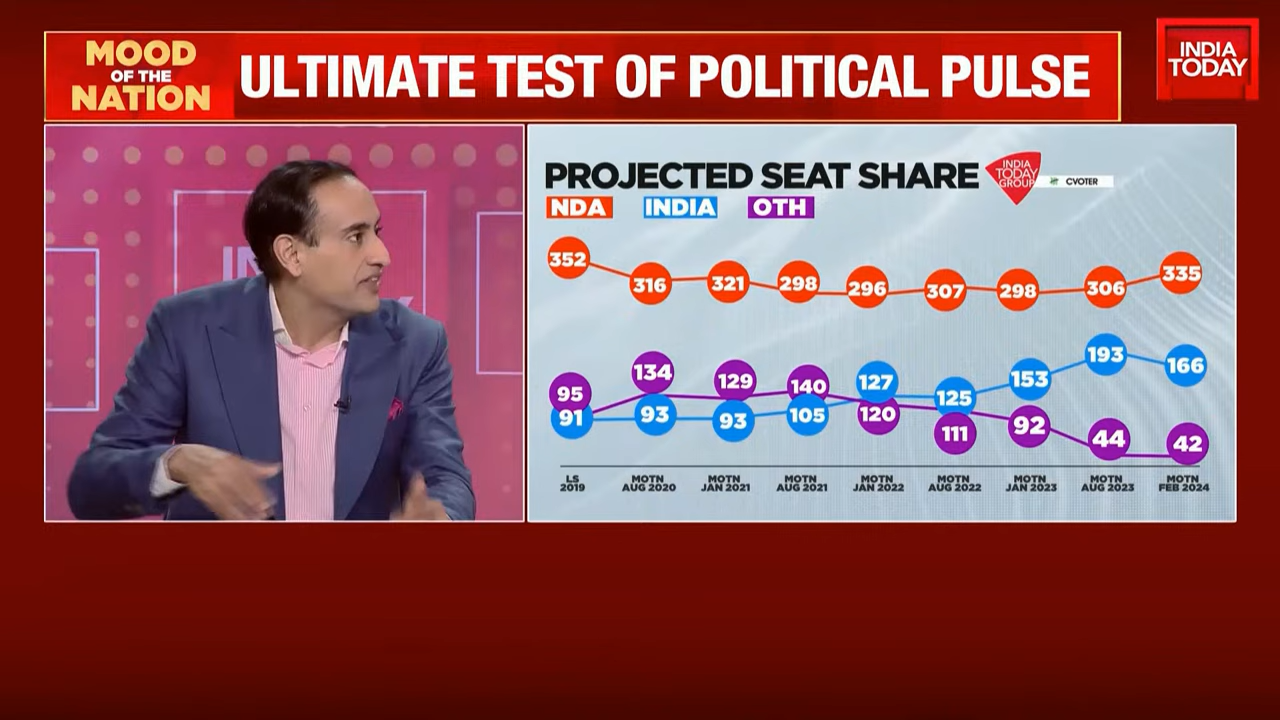 MOOD
OF THE
NATION
ULTIMATE TEST OF POLITICAL PULSE
INDIA
TODAY
PROJECTED SEAT SHARE
INDIA
TODAY
GROUP
CVOTER
NDA INDIA OTH
352 316 321 298 296 307 298 306 335
95 134 129 140 127 125 153 193 166
91 93 93 105 120 111 92 44 42
LS
2019
MOTN
AUG 2020
MOTN
JAN 2021
MOTN
AUG 2021
MOTN
JAN 2022
MOTN
AUG 2022
MOTN
JAN 2023
MOTN
AUG 2023
MOTN
FEB 2024
IN